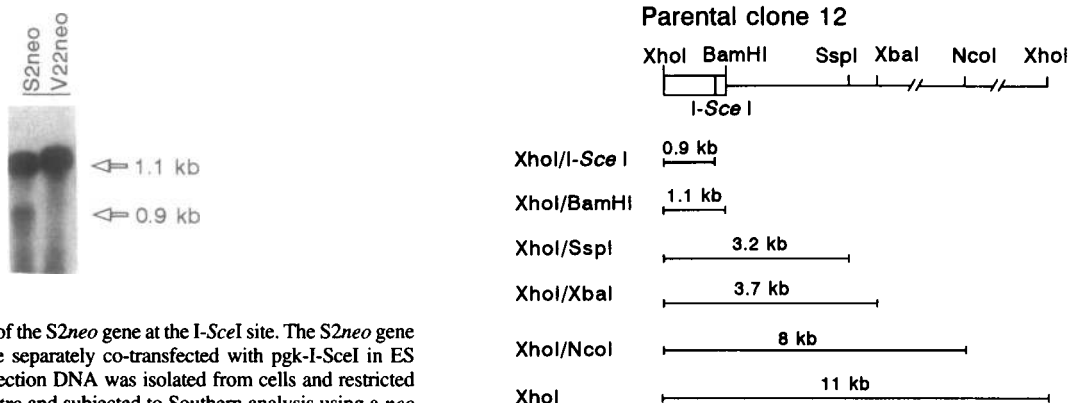 S2neo
V22neo
1.1 kb
0.9 kb
of the S2neo gene at the I-SceI site. The S2neo gene
separately co-transfected with pgk-I-SceI in ES
ection DNA was isolated from cells and restricted
and subjected to Southern analysis using a neo
Parental clone 12
XhoI BamHI SspI XbaI NcoI XhoI
I-Sce I
XhoI/I-Sce I 0.9 kb
XhoI/BamHI 1.1 kb
XhoI/SspI 3.2 kb
XhoI/XbaI 3.7 kb
XhoI/NcoI 8 kb
XhoI 11 kb